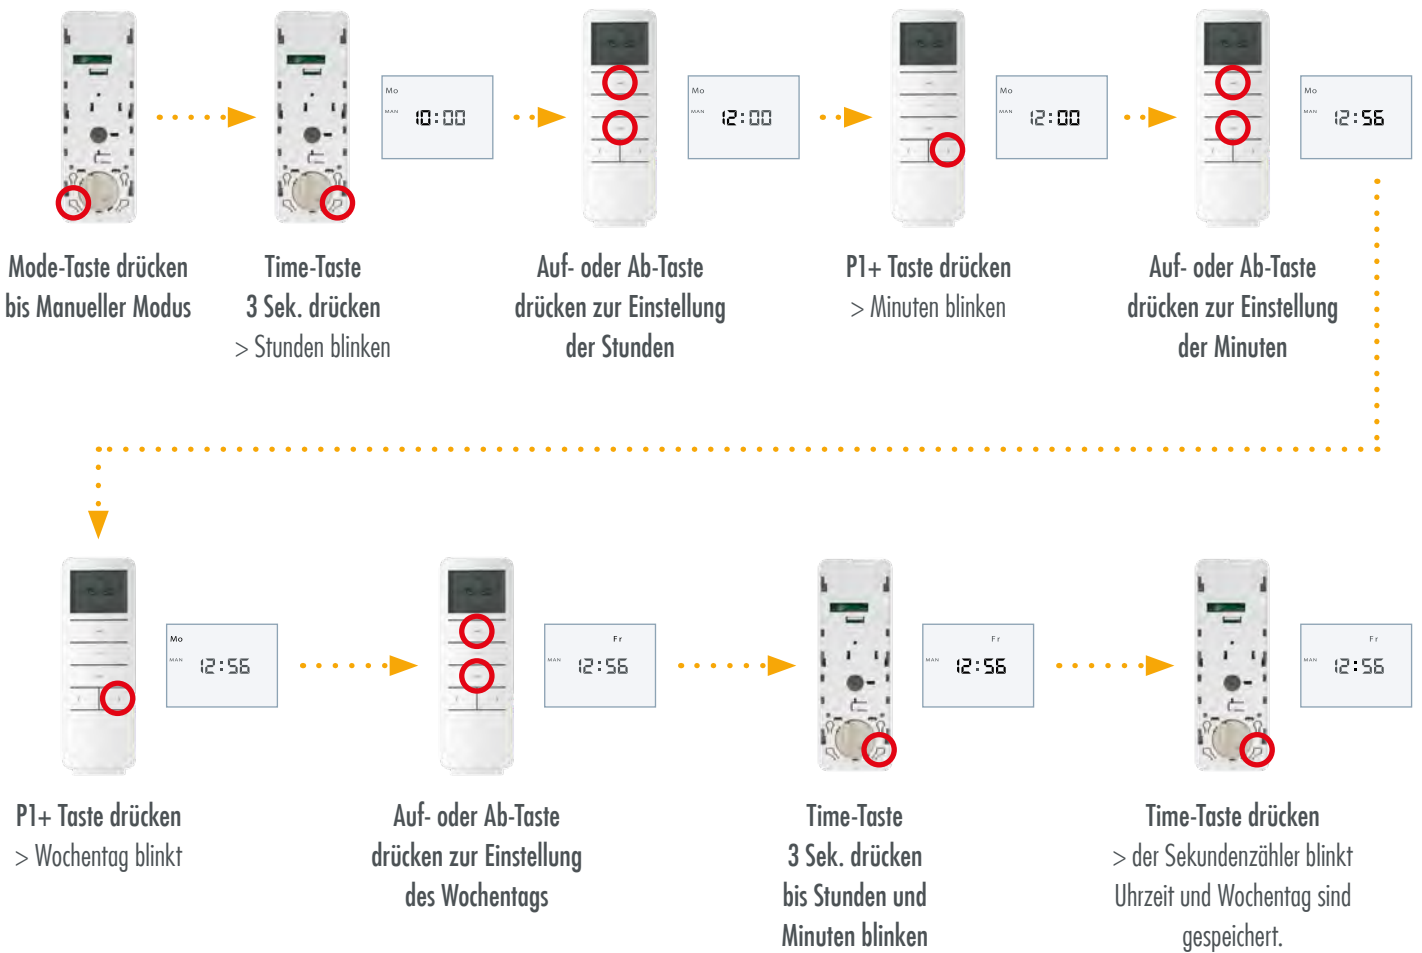 Mo
MAN 10:00
Mo
MAN 12:00
Mo
MAN 12:00
Mo
MAN 12:56
Mode-Taste drücken
bis Manueller Modus
Time-Taste
3 Sek. drücken
> Stunden blinken
Auf- oder Ab-Taste
drücken zur Einstellung
der Stunden
P1+ Taste drücken
> Minuten blinken
Auf- oder Ab-Taste
drücken zur Einstellung
der Minuten
Mo
MAN 12:56
Fr
MAN 12:56
Fr
MAN 12:56
Fr
MAN 12:56
P1+ Taste drücken
> Wochentag blinkt
Auf- oder Ab-Taste
drücken zur Einstellung
des Wochentags
Time-Taste
3 Sek. drücken
bis Stunden und
Minuten blinken
Time-Taste drücken
> der Sekundenzähler blinkt
Uhrzeit und Wochentag sind
gespeichert.